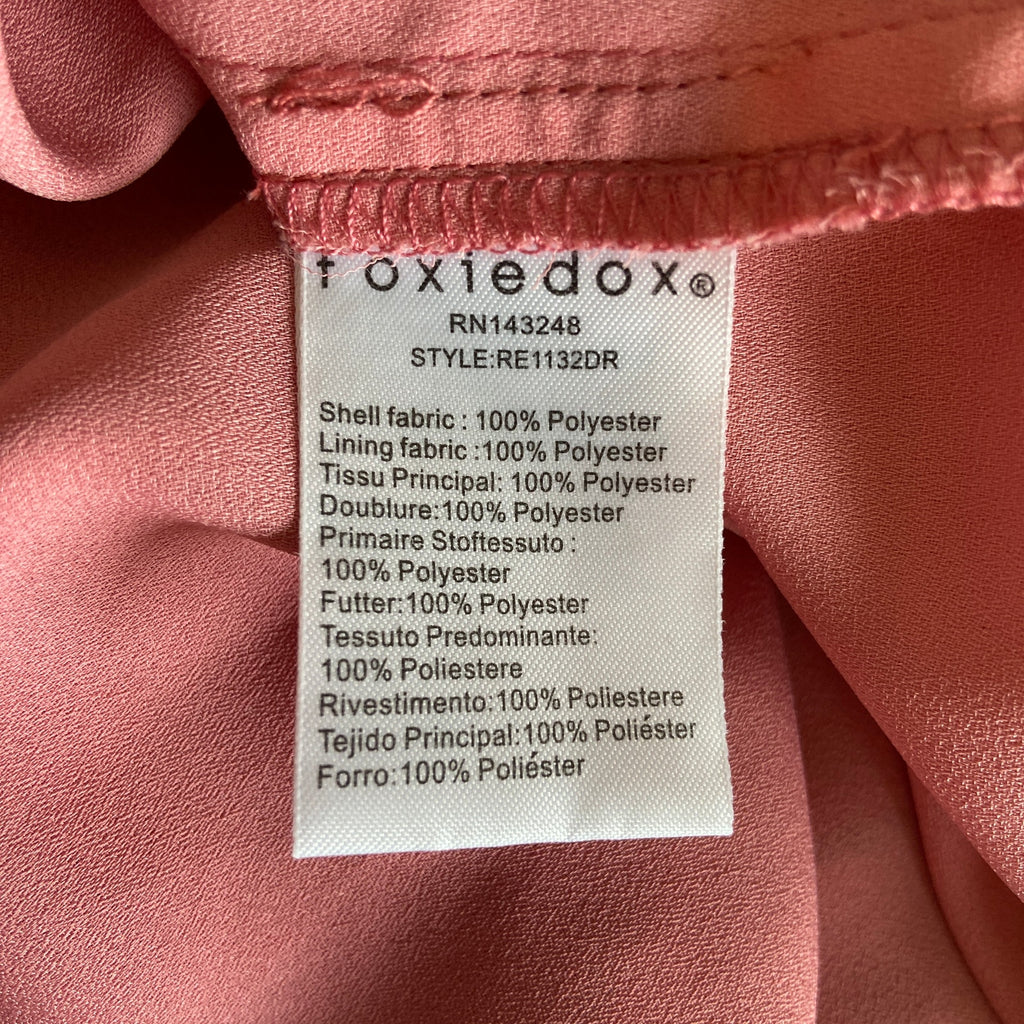 foxiedox®
RN143248
STYLE:RE1132DR
Shell fabric : 100% Polyester
Lining fabric :100% Polyester
Tissu Principal: 100% Polyester
Doublure:100% Polyester
Primaire Stoftessuto :
100% Polyester
Futter:100% Polyester
Tessuto Predominante:
100% Poliestere
Rivestimento:100% Poliestere
Tejido Principal:100% Poliéster
Forro:100% Poliéster